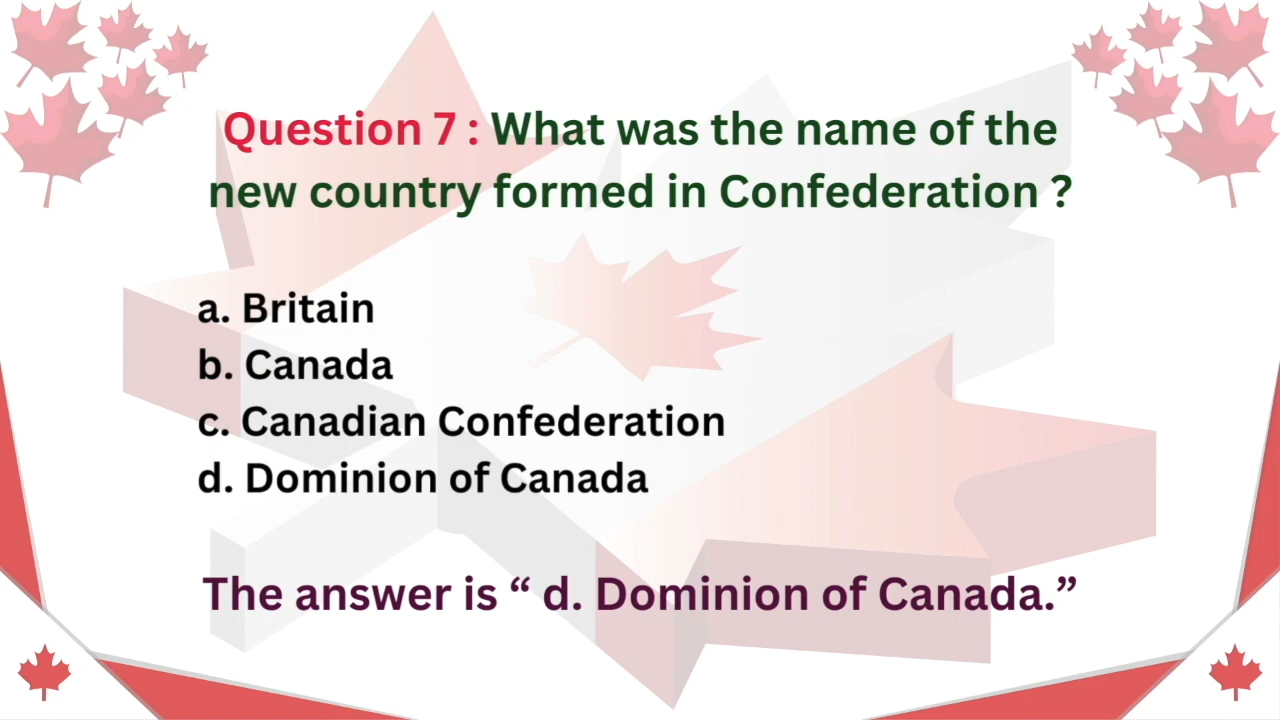 Question 7 : What was the name of the
new country formed in Confederation ?
a. Britain
b. Canada
c. Canadian Confederation
d. Dominion of Canada
The answer is “ d. Dominion of Canada.”